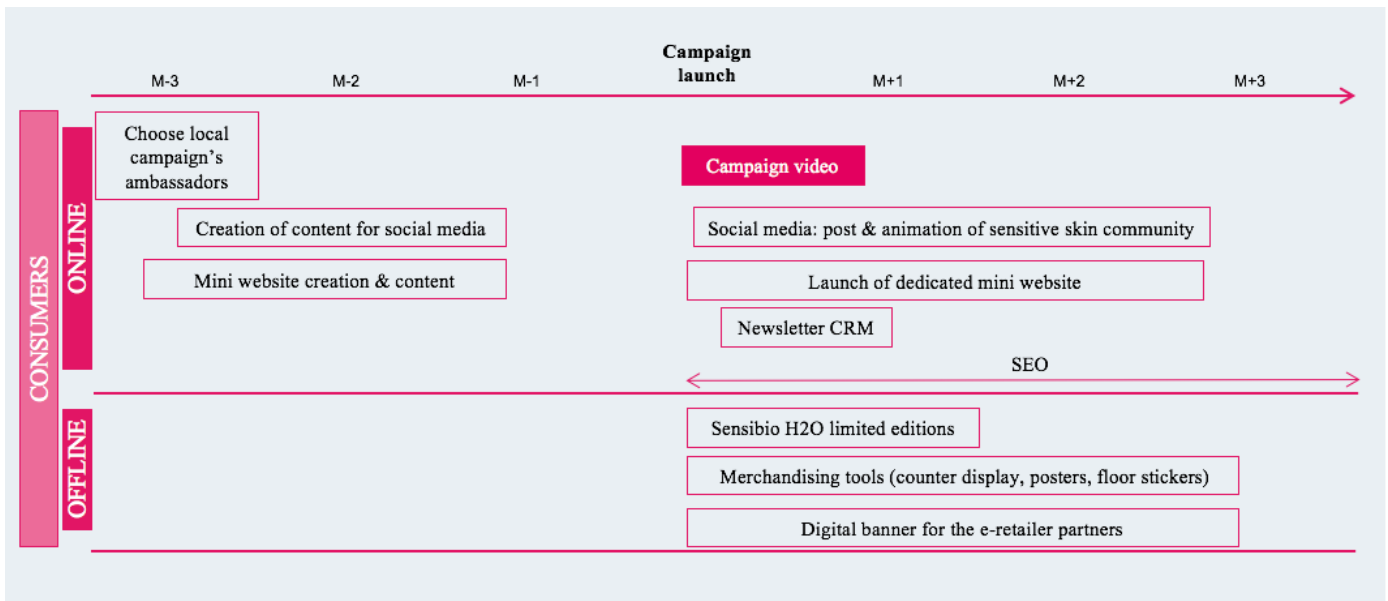 Campaign
launch
M-3
M-2
M-1
M+1
M+2
M+3
CONSUMERS
ONLINE
Choose local
campaign's
ambassadors
Campaign video
Creation of content for social media
Social media: post & animation of sensitive skin community
Mini website creation & content
Launch of dedicated mini website
Newsletter CRM
SEO
OFFLINE
Sensibio H2O limited editions
Merchandising tools (counter display, posters, floor stickers)
Digital banner for the e-retailer partners